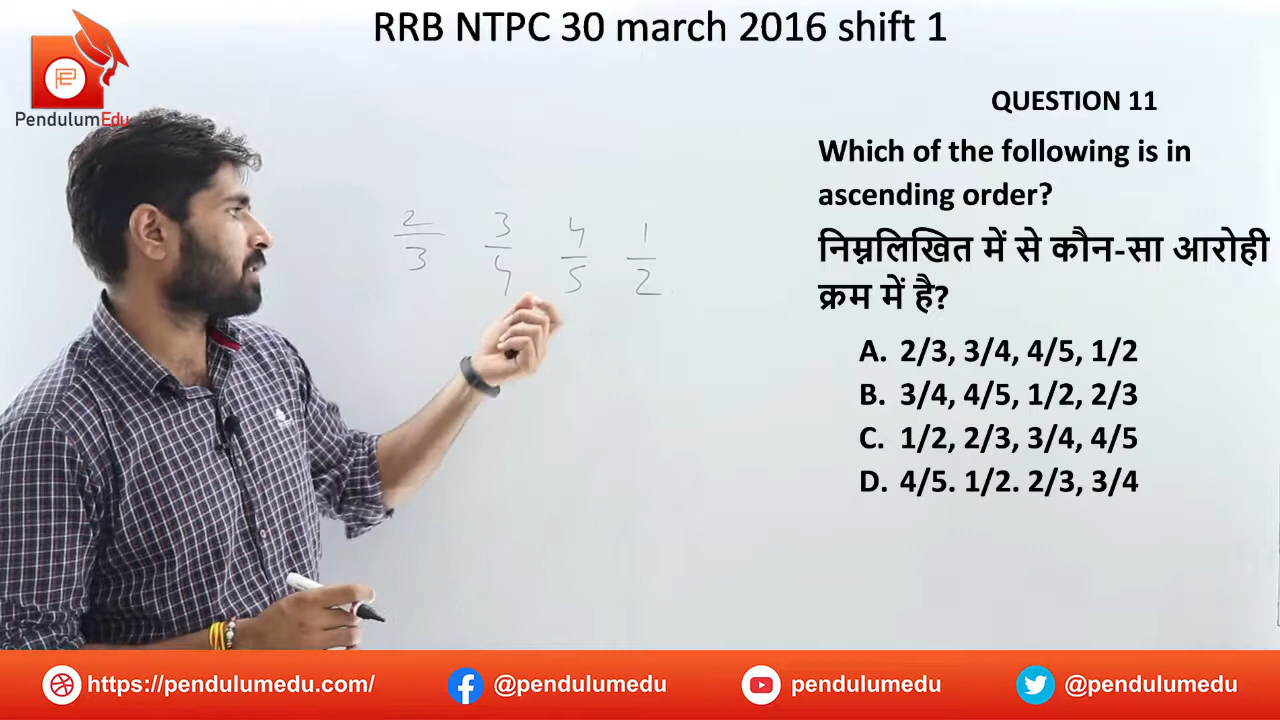 RRB NTPC 30 march 2016 shift 1
PendulumEdu
QUESTION 11
Which of the following is in
ascending order?
निम्नलिखित में से कौन-सा आरोही
क्रम में है?
A. 2/3, 3/4, 4/5, 1/2
B. 3/4, 4/5, 1/2, 2/3
C. 1/2, 2/3, 3/4, 4/5
D. 4/5. 1/2. 2/3, 3/4
2/3 3/4 4/5 1/2
https://pendulumedu.com/ @pendulumedu pendulumedu @pendulumedu